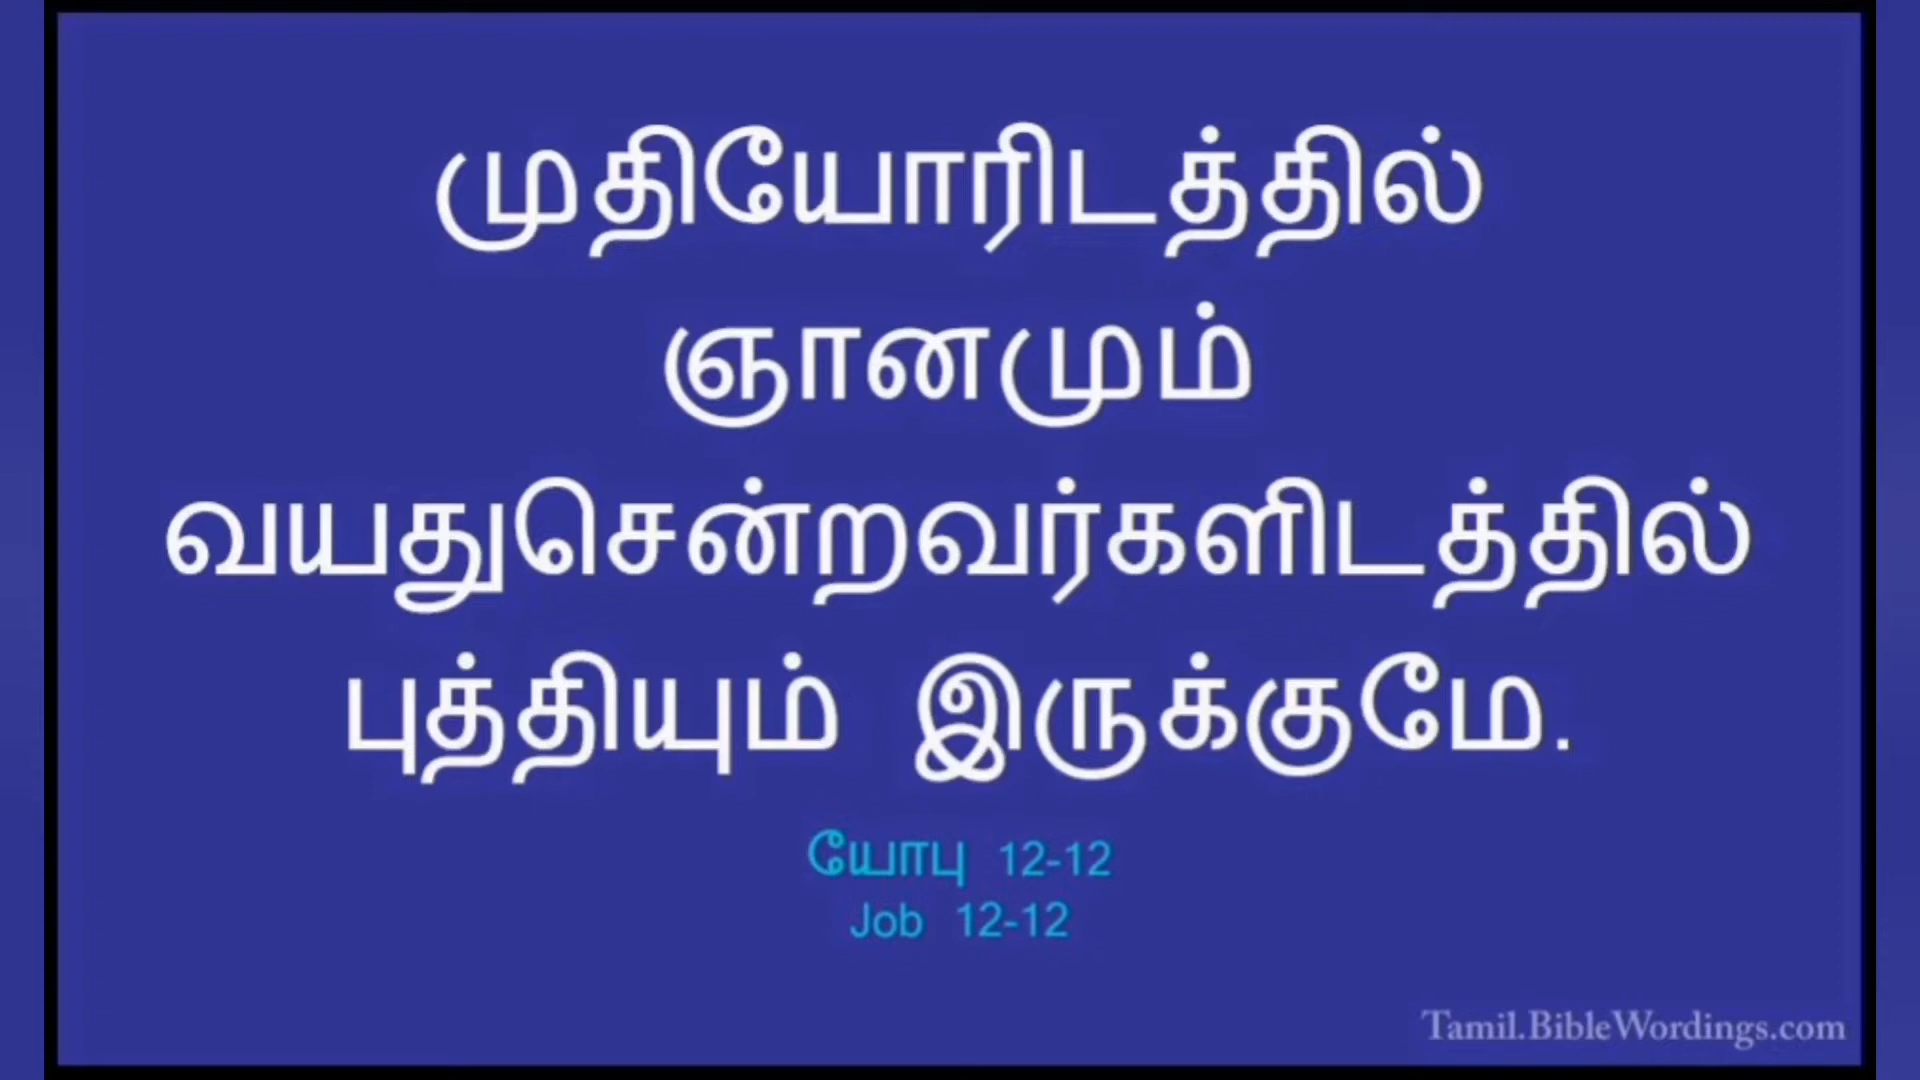 முதியோரிடத்தில்
ஞானமும்
வயதுசென்றவர்களிடத்தில்
புத்தியும் இருக்குமே.
யோபு 12-12
Job 12-12
Tamil.BibleWordings.com